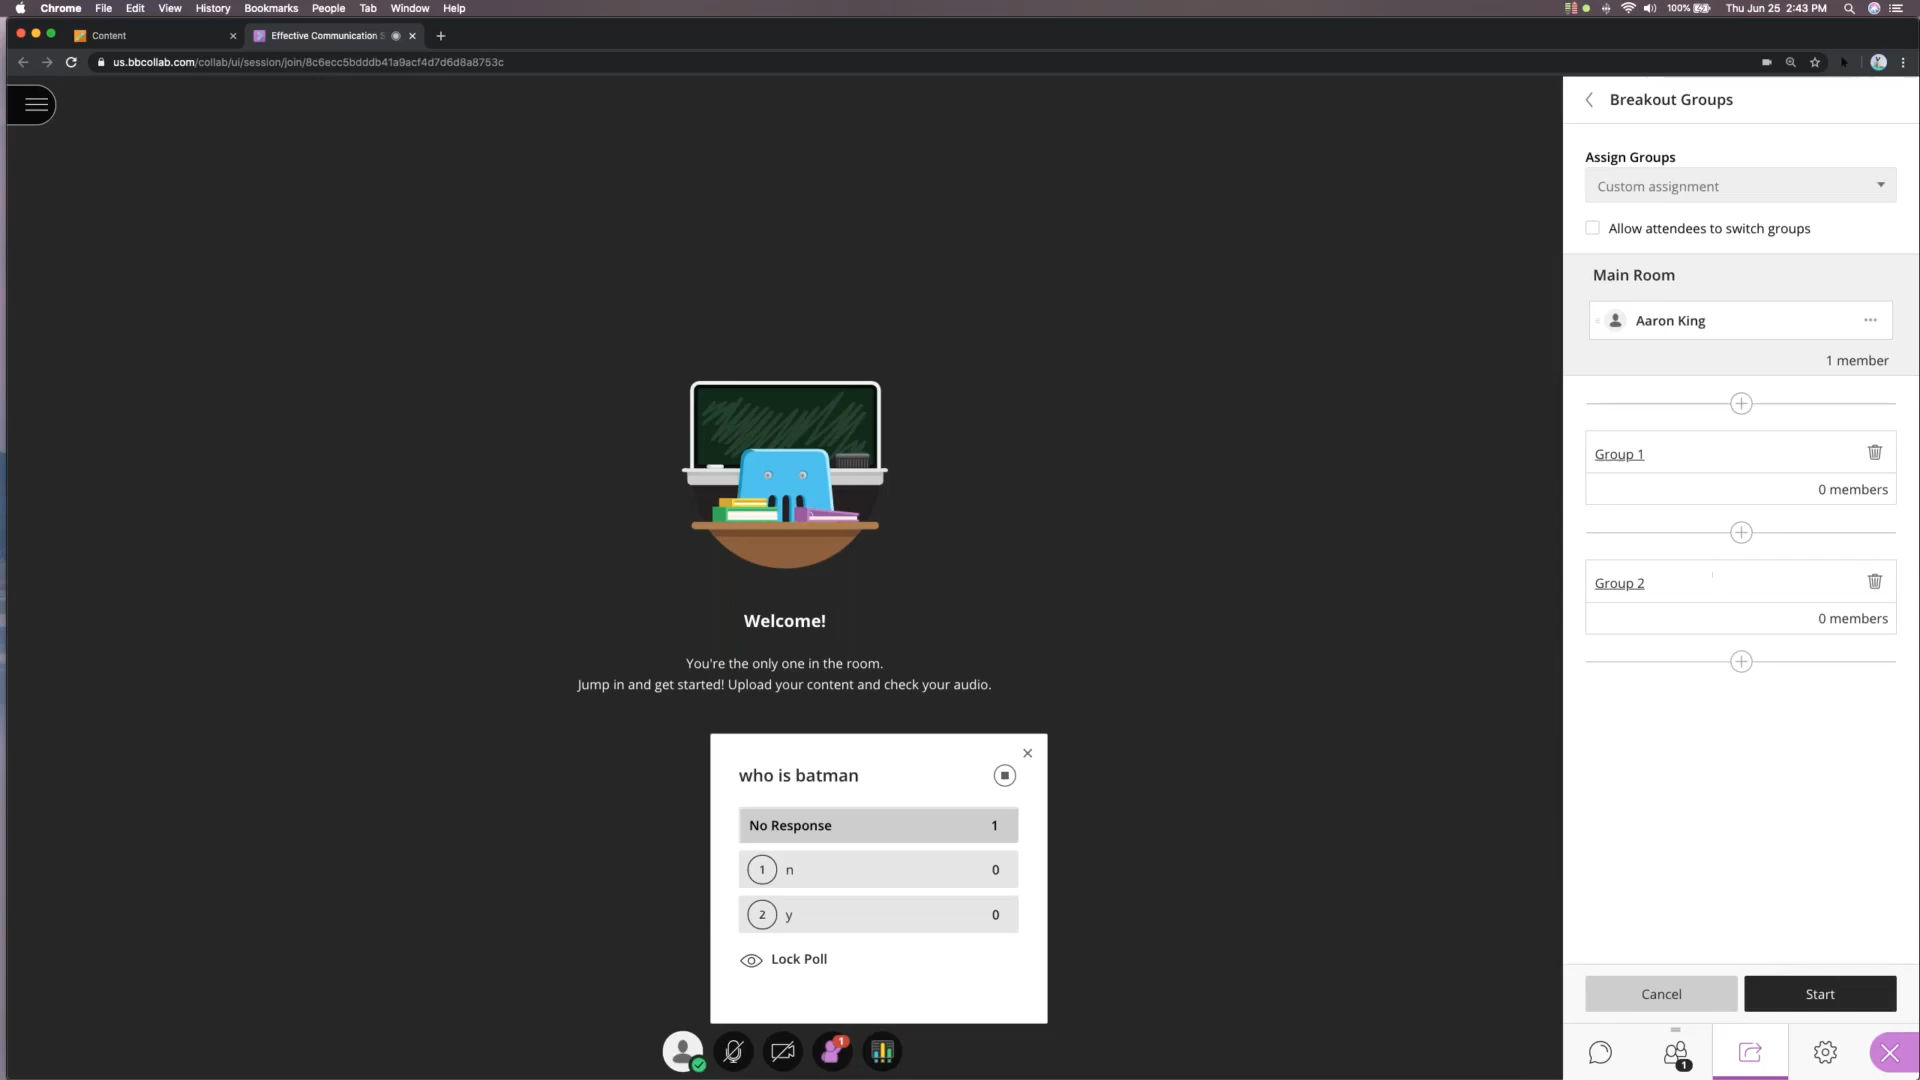 Chrome File Edit View History Bookmarks People Tab Window Help
100% Thu Jun 25 2:43 PM
Content
Effective Communication S
us.bbcollab.com/collab/ui/session/join/8c6ecc5bdddb41a9acf4d7d6d8a8753c
Breakout Groups
Assign Groups
Custom assignment
Allow attendees to switch groups
Main Room
Aaron King
1 member
Group 1
0 members
Group 2
0 members
Welcome!
You're the only one in the room.
Jump in and get started! Upload your content and check your audio.
who is batman
No Response 1
1 n 0
2 y 0
Lock Poll
Cancel
Start
1
1